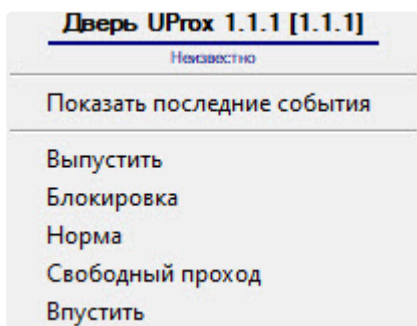 Дверь UProx 1.1.1 [1.1.1]
Неизвестно
Показать последние события
Выпустить
Блокировка
Норма
Свободный проход
Впустить